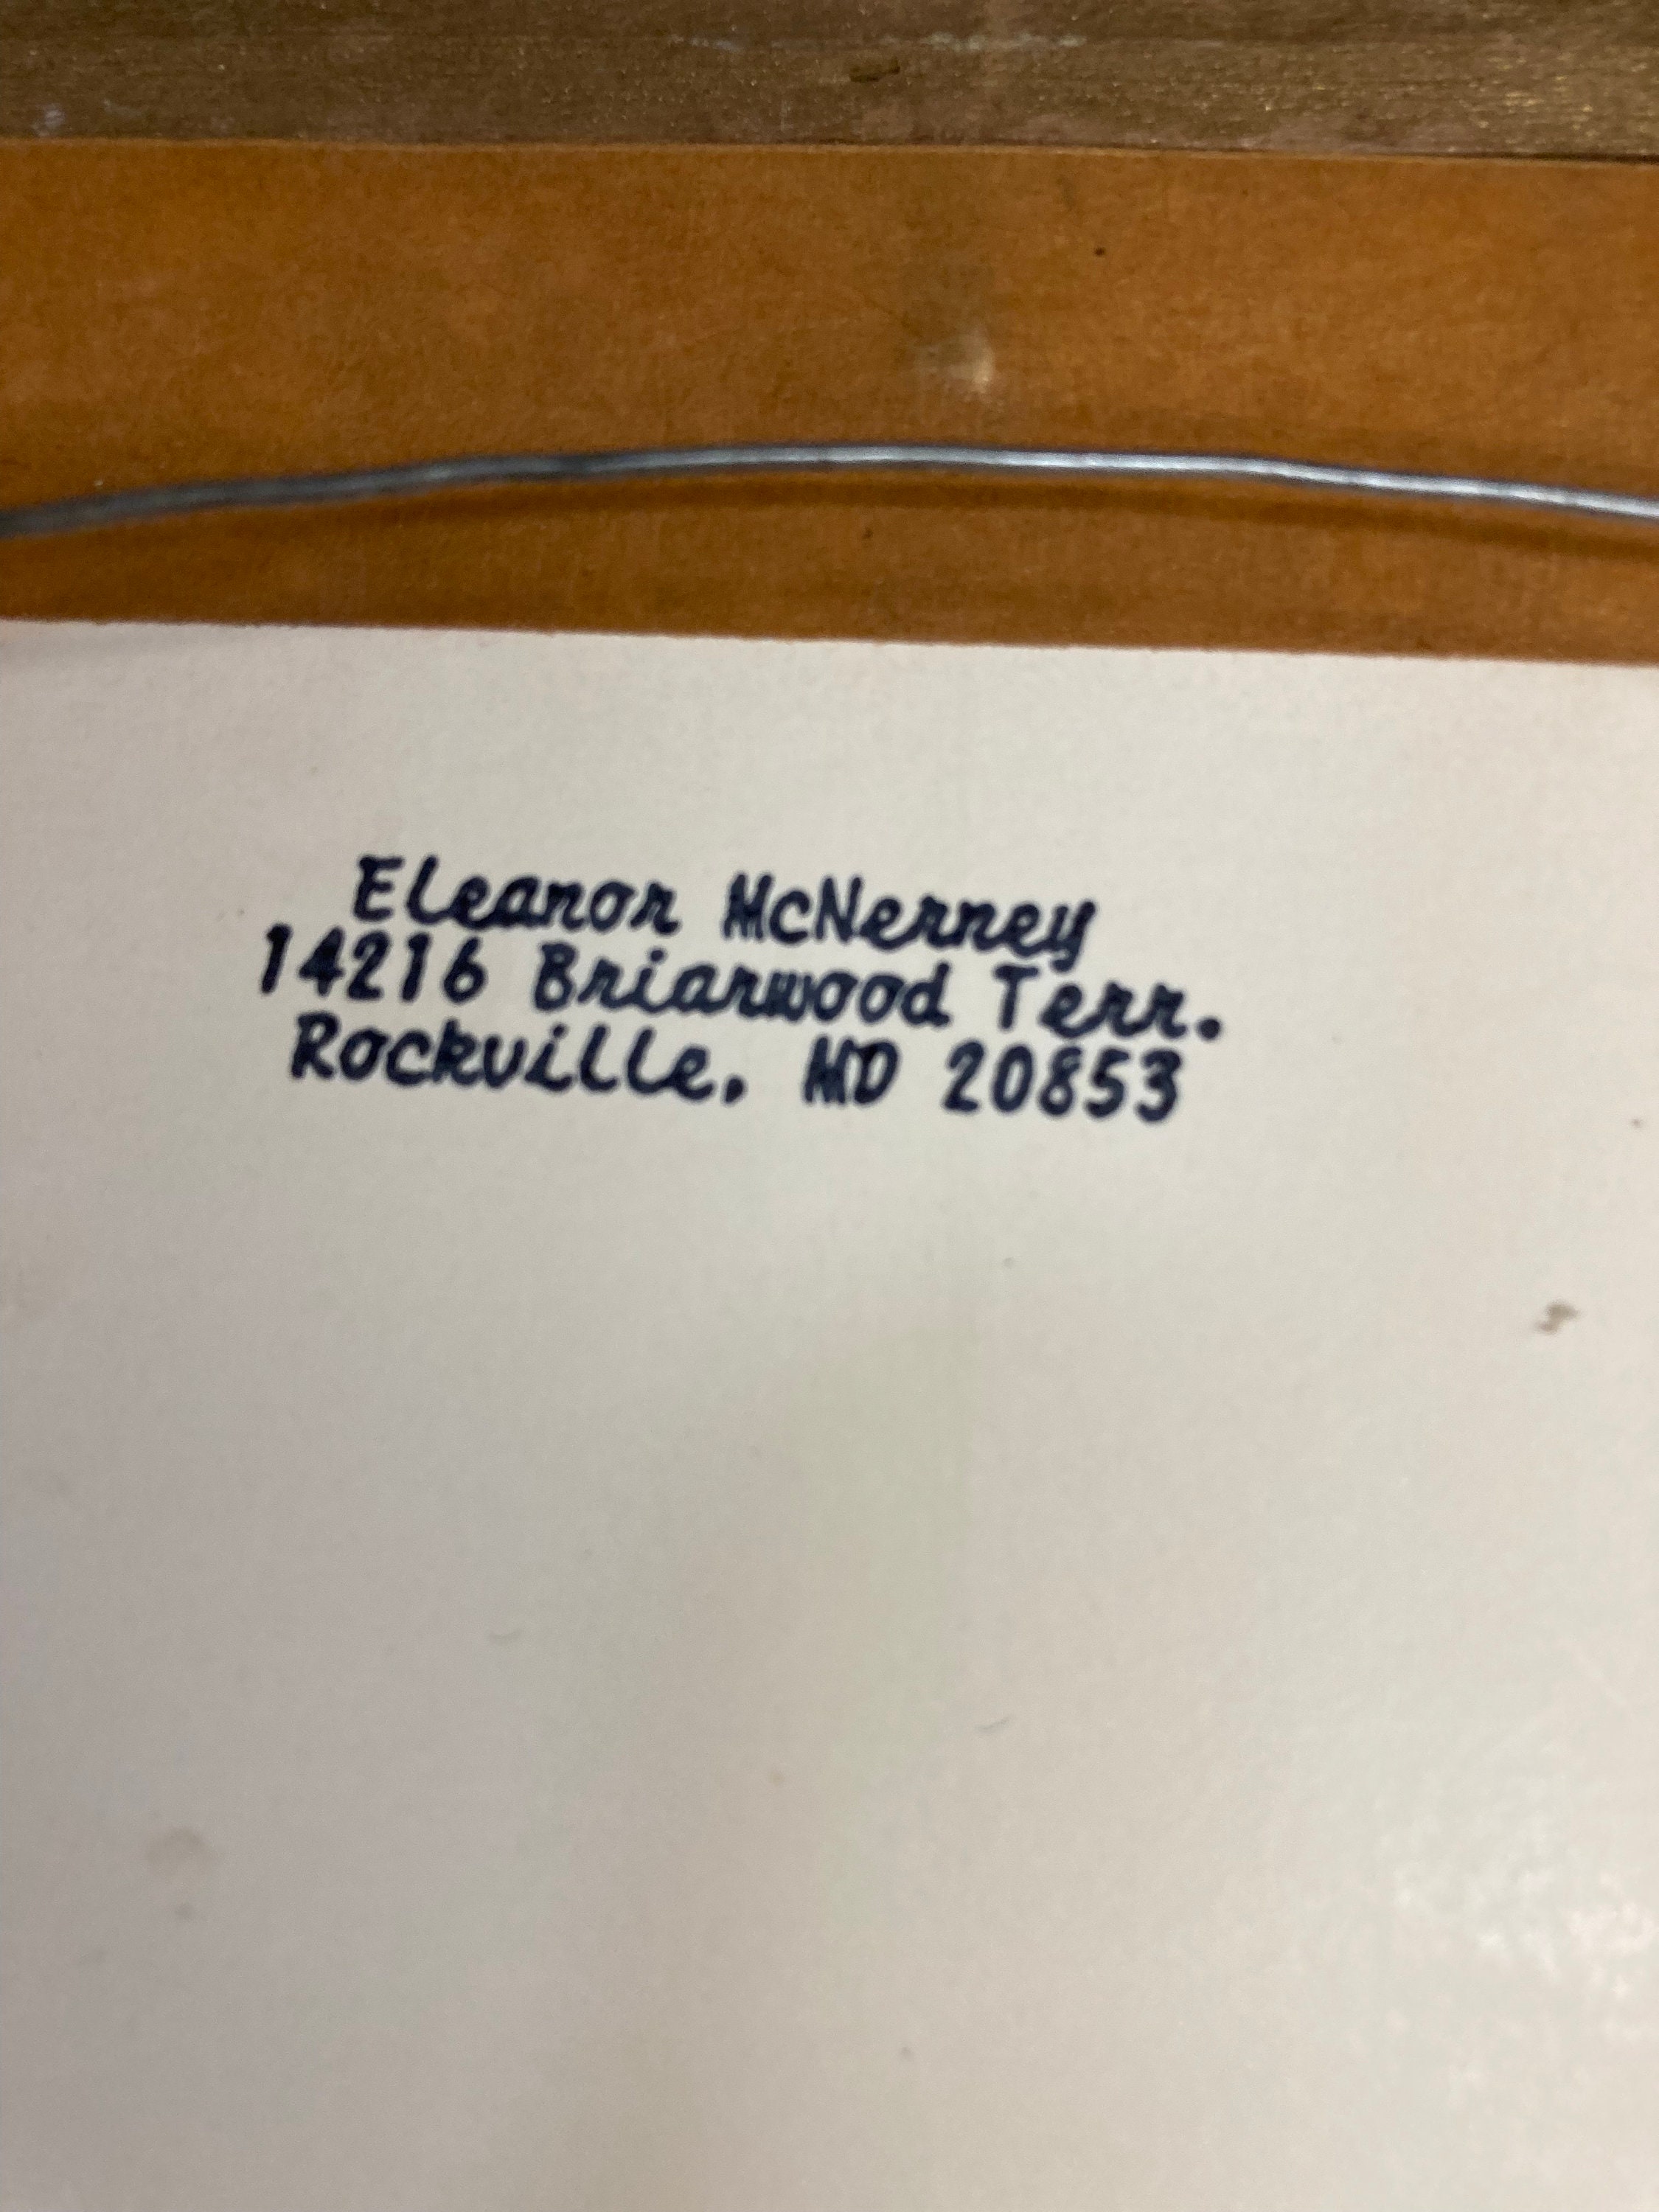 Eleanor McNerney
14216 Briarwood Terr.
Rockville, MD 20853